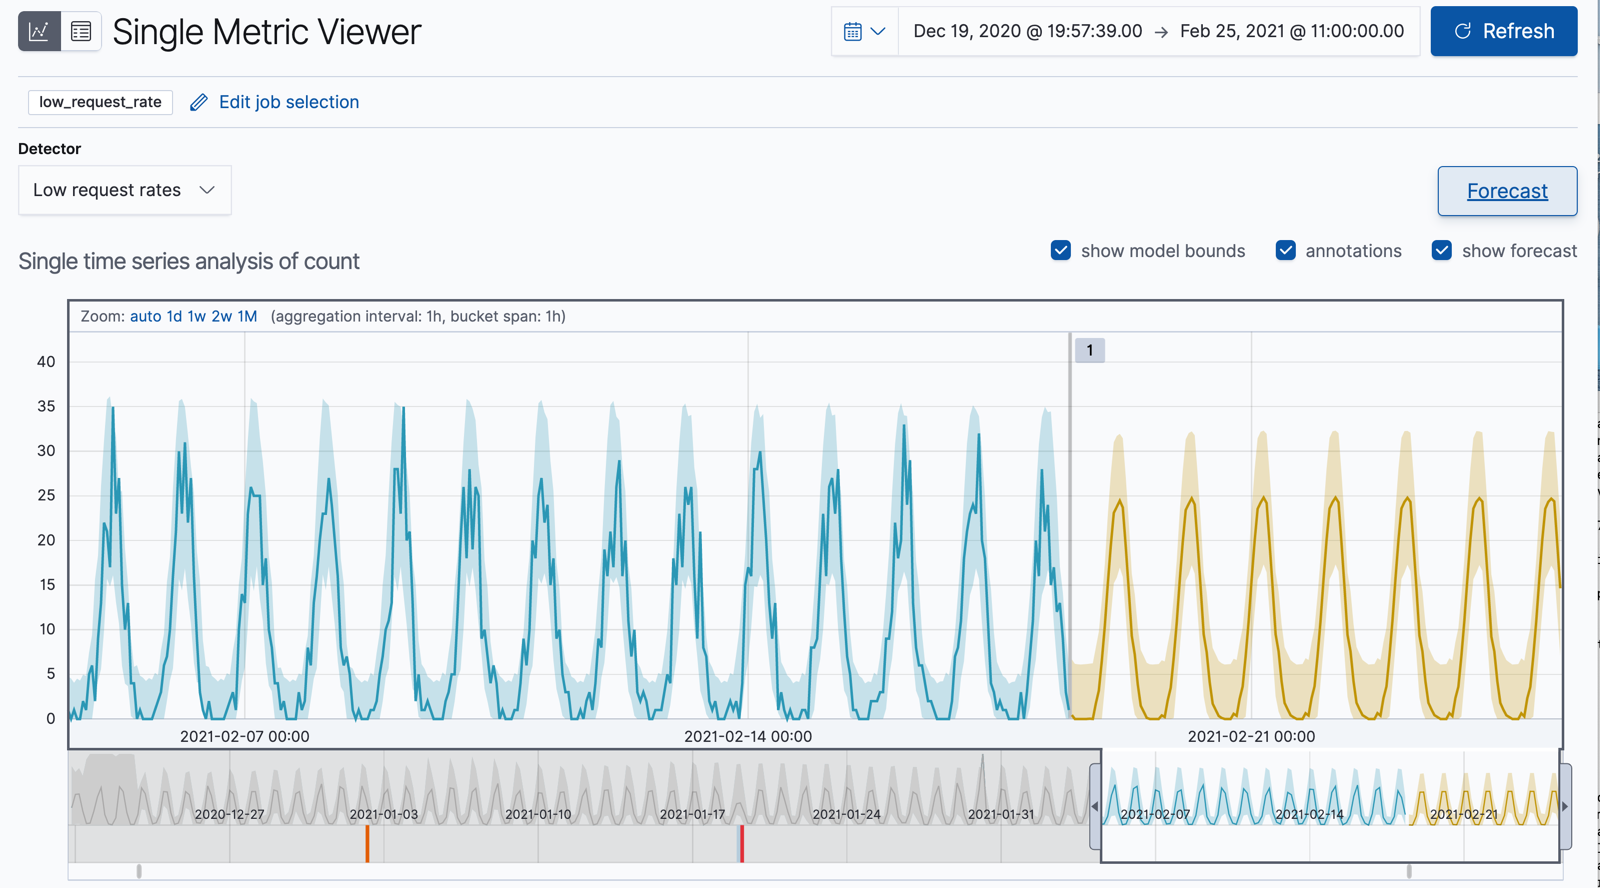 Single Metric Viewer
Dec 19, 2020 @ 19:57:39.00 → Feb 25, 2021 @ 11:00:00.00
Refresh
low_request_rate
Edit job selection
Detector
Low request rates
Forecast
Single time series analysis of count
show model bounds
annotations
show forecast
Zoom: auto 1d 1w 2w 1M (aggregation interval: 1h, bucket span: 1h)
1
40
35
30
25
20
15
10
5
0
2021-02-07 00:00
2021-02-14 00:00
2021-02-21 00:00
2020-12-27
2021-01-03
2021-01-10
2021-01-17
2021-01-24
2021-01-31
2021-02-07
2021-02-14
2021-02-21